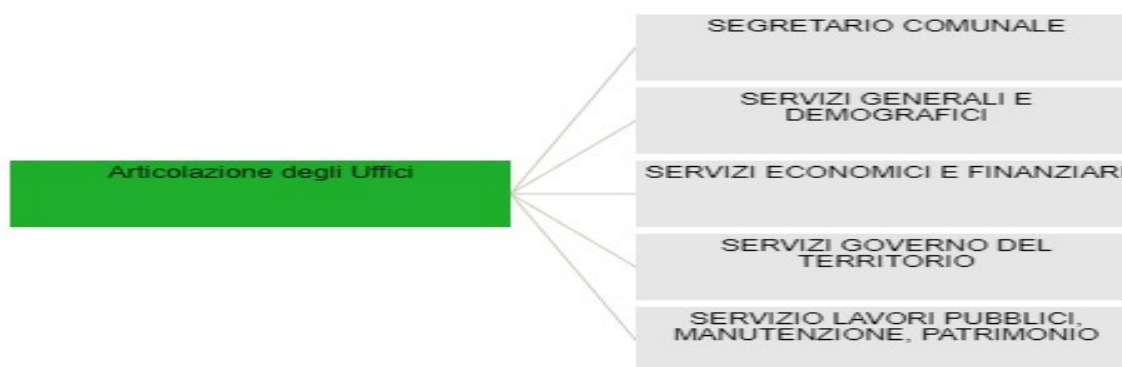 Articolazione degli Uffici
SEGRETARIO COMUNALE
SERVIZI GENERALI E
DEMOGRAFICI
SERVIZI ECONOMICI E FINANZIARI
SERVIZI GOVERNO DEL
TERRITORIO
SERVIZIO LAVORI PUBBLICI,
MANUTENZIONE, PATRIMONIO